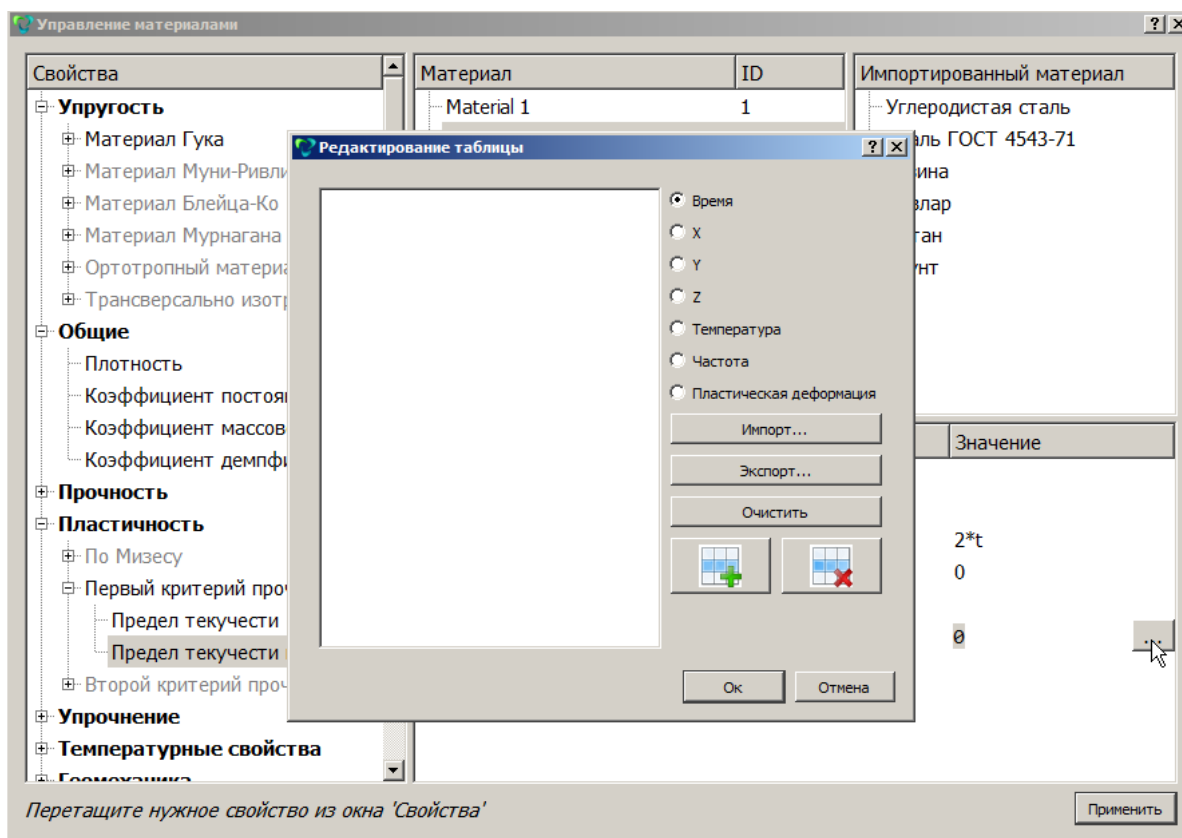 Управление материалами
Свойства
Упругость
Материал Гука
Материал Муни-Ривли
Материал Блейца-Ко
Материал Мурнагана
Ортотропный материа
Трансверсально изотр
Общие
Плотность
Коэффициент постоя
Коэффициент массов
Коэффициент демпфи
Прочность
Пластичность
По Мизесу
Первый критерий проч
Предел текучести
Предел текучести
Второй критерий проч
Упрочнение
Температурные свойства
Геомеханика
Материал ID
Material 1 1
Импортированный материал
Углеродистая сталь
аль ГОСТ 4543-71
ина
влар
тан
нт
Редактирование таблицы
Время
X
Y
Z
Температура
Частота
Пластическая деформация
Импорт...
Экспорт...
Очистить
Ок Отмена
Значение
2*t
0
0
...
Перетащите нужное свойство из окна 'Свойства'
Применить